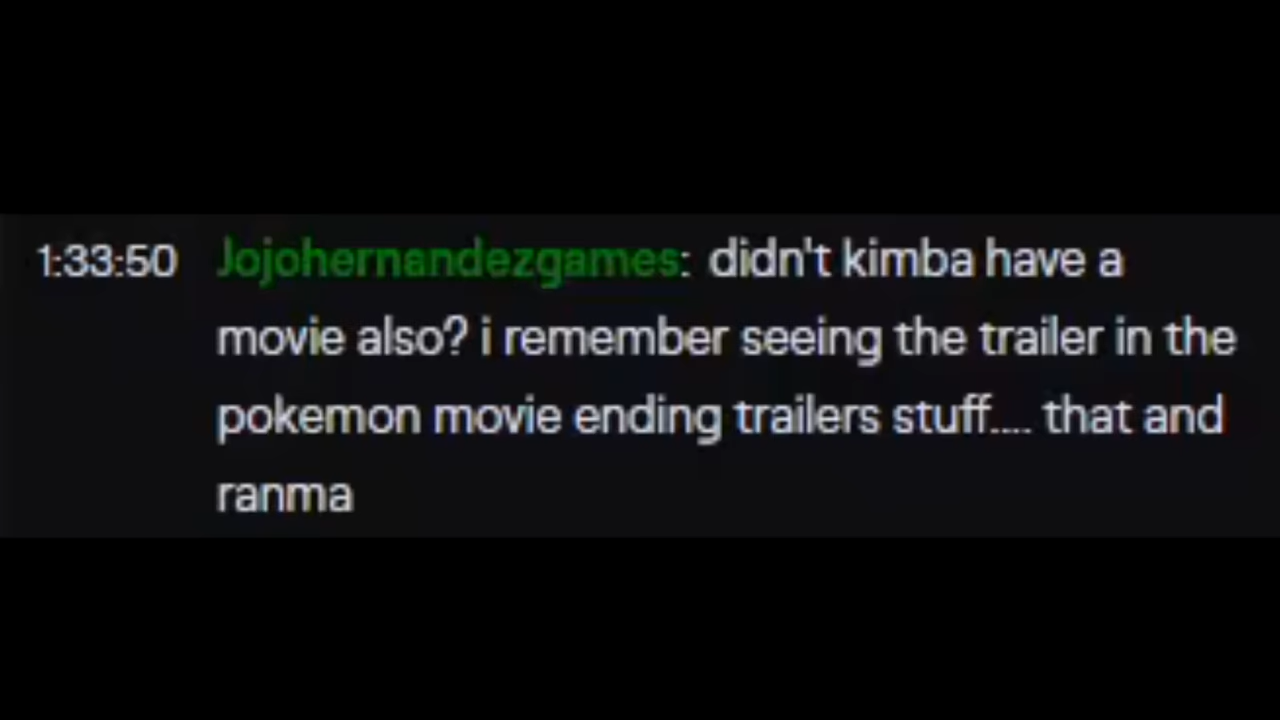 1:33:50 Jojohernandezgames: didn't kimba have a
movie also? i remember seeing the trailer in the
pokemon movie ending trailers stuff.... that and
ranma